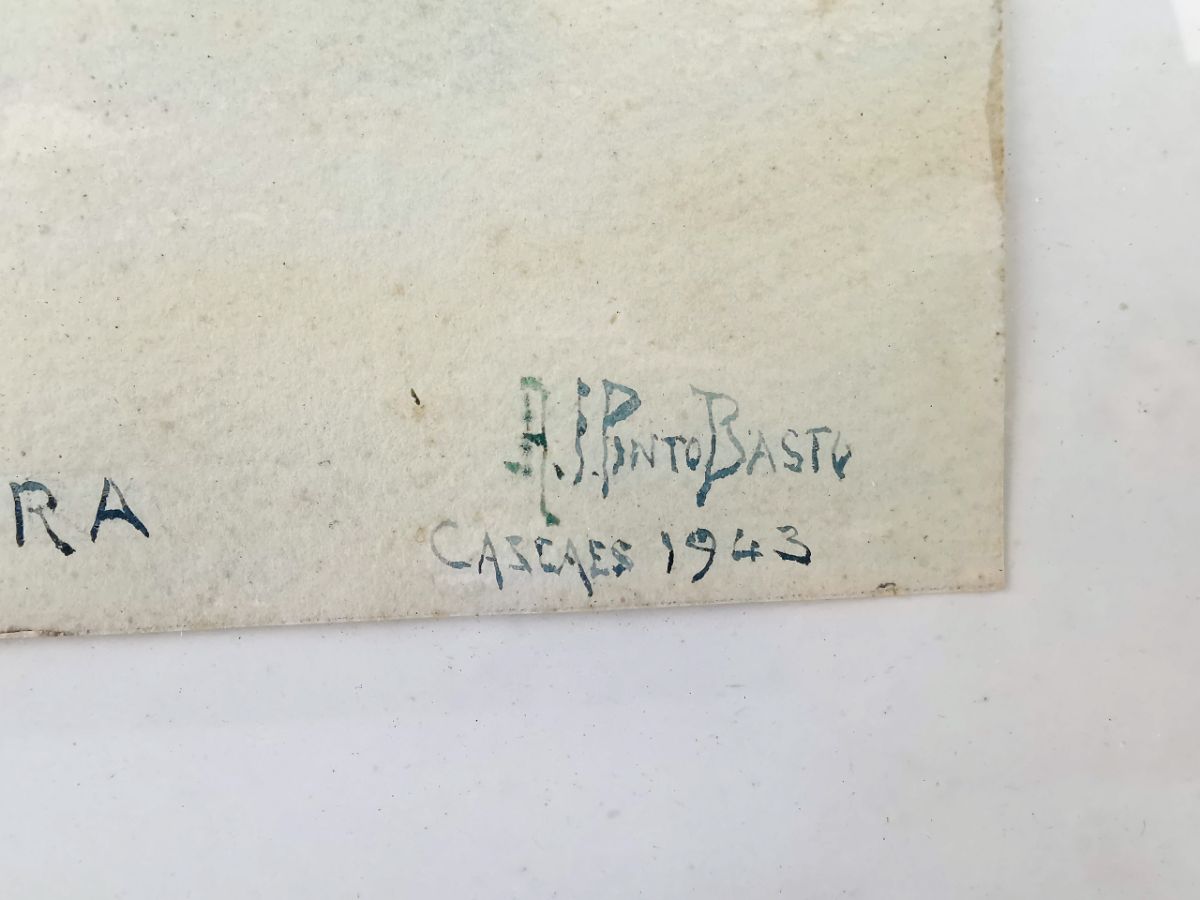 A. J. PINTO BASTO
RA
CASCAES 1943